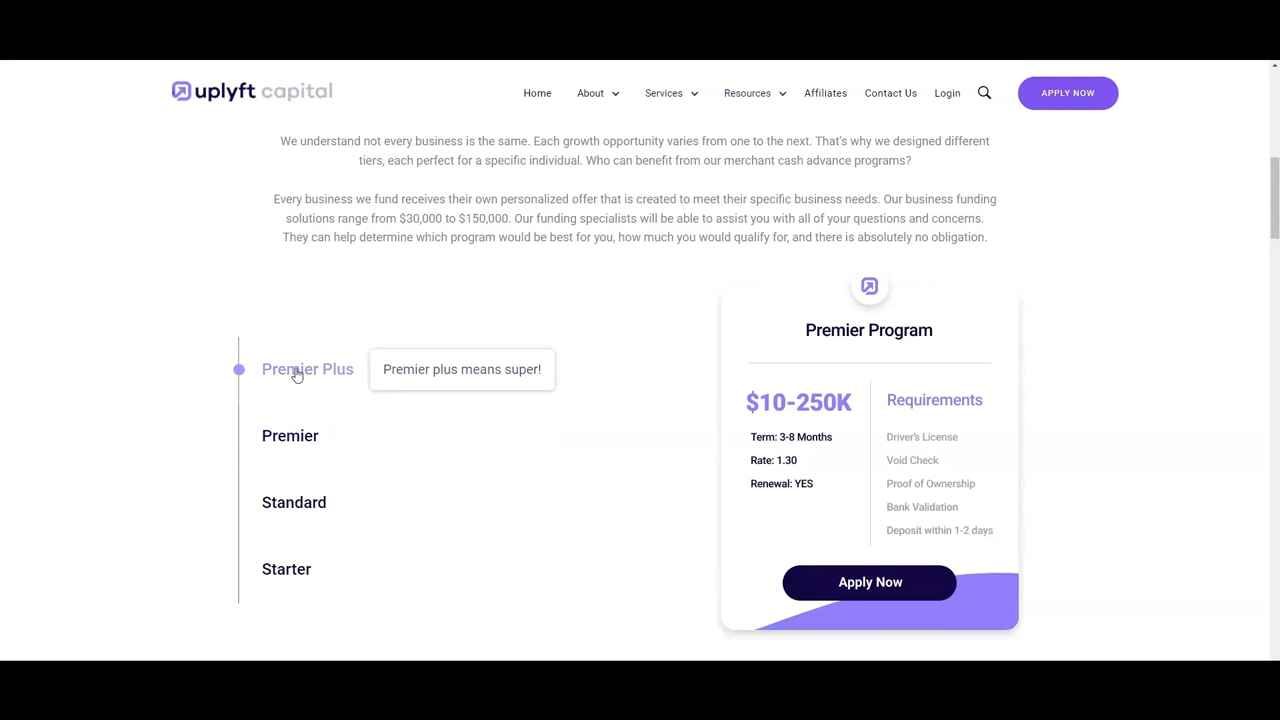 uplyft capital
Home About Services Resources Affiliates Contact Us Login APPLY NOW
We understand not every business is the same. Each growth opportunity varies from one to the next. That's why we designed different
tiers, each perfect for a specific individual. Who can benefit from our merchant cash advance programs?
Every business we fund receives their own personalized offer that is created to meet their specific business needs. Our business funding
solutions range from $30,000 to $150,000. Our funding specialists will be able to assist you with all of your questions and concerns.
They can help determine which program would be best for you, how much you would qualify for, and there is absolutely no obligation.
Premier Plus
Premier plus means super!
Premier
Standard
Starter
Premier Program
$10-250K
Term: 3-8 Months
Rate: 1.30
Renewal: YES
Requirements
Driver's License
Void Check
Proof of Ownership
Bank Validation
Deposit within 1-2 days
Apply Now